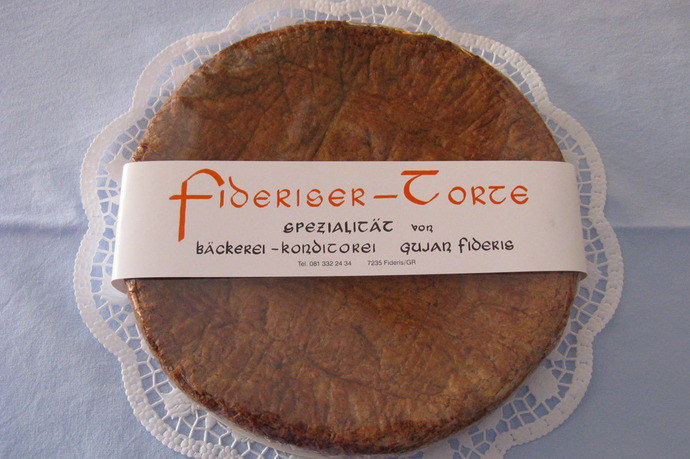 Fideriser-Torte
Spezialität von
Bäckerei-Konditorei Gujan Fideris
Tel. 081 332 24 34 7235 Fideris/GR